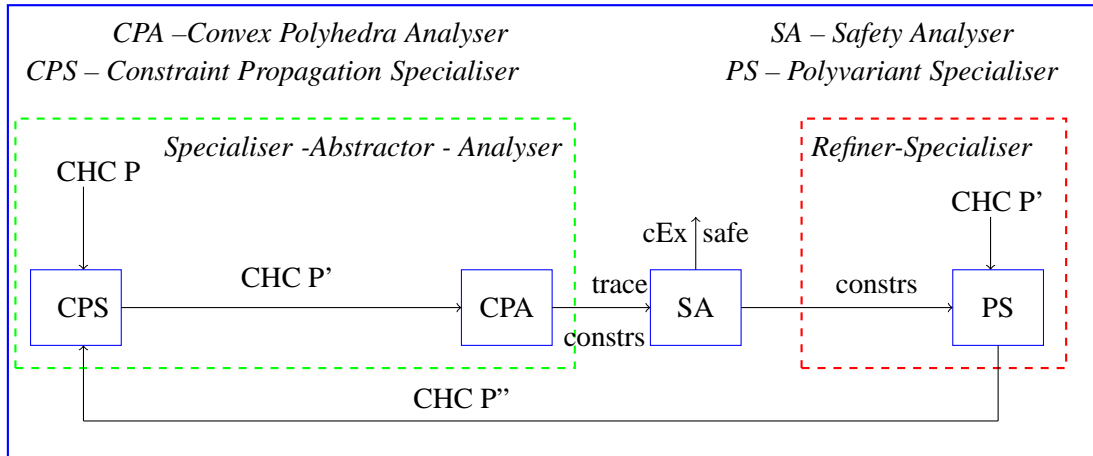 CPA –Convex Polyhedra Analyser
SA – Safety Analyser
CPS – Constraint Propagation Specialiser
PS – Polyvariant Specialiser
Specialiser -Abstractor - Analyser
Refiner-Specialiser
CHC P
CHC P'
cEx safe
CHC P'
trace
constrs
CPS
CPA
SA
PS
constrs
CHC P''